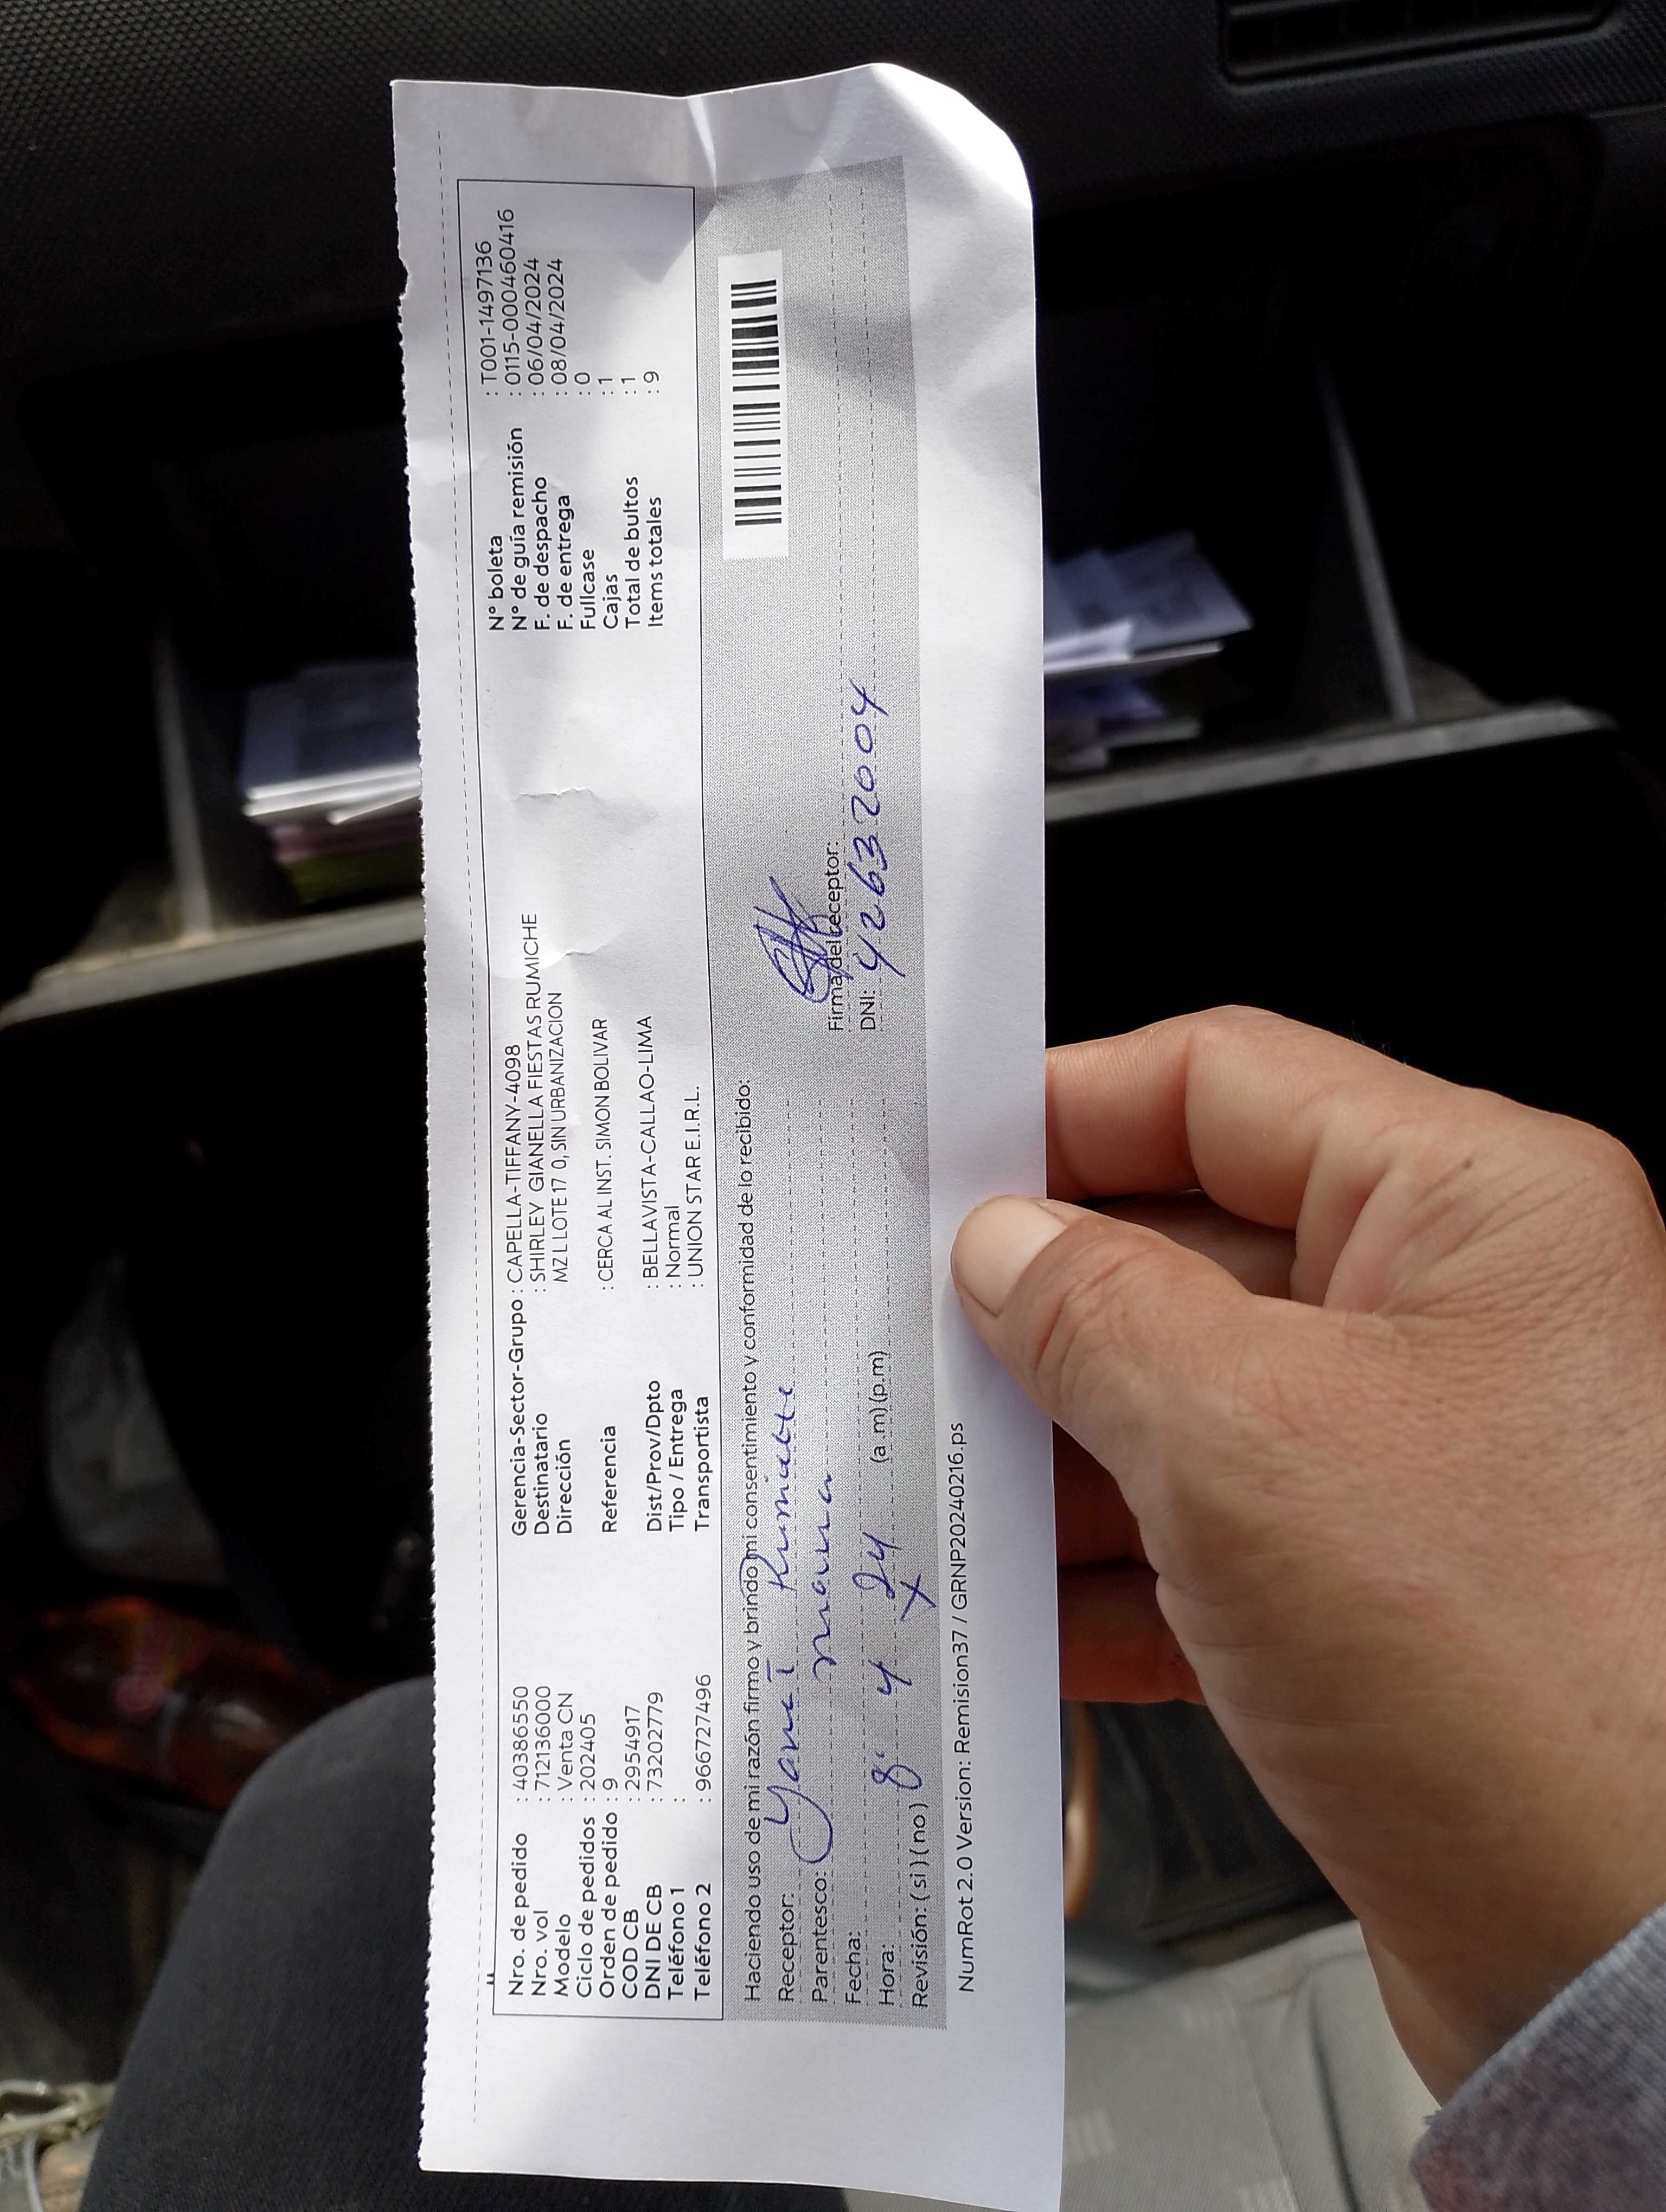 Nro. de pedido : 40386550
Nro. vol : 712136000
Modelo : Venta CN
Ciclo de pedidos : 202405
Orden de pedido : 9
COD CB : 2954917
DNI DE CB : 73202779
Teléfono 1 :
Teléfono 2 : 966727496
Gerencia-Sector-Grupo : CAPELLA-TIFFANY-4098
Destinatario : SHIRLEY GIANELLA FIESTAS RUMICHE
Dirección MZ L LOTE 17 0, SIN URBANIZACION
Referencia : CERCA AL INST. SIMON BOLIVAR
Dist/Prov/Dpto : BELLAVISTA-CALLAO-LIMA
Tipo / Entrega : Normal
Transportista : UNION STAR E.I.R.L.
N° boleta : T001-1497136
N° de guía remisión : 0115-000460416
F. de despacho : 06/04/2024
F. de entrega : 08/04/2024
Fullcase : 0
Cajas : 1
Total de bultos : 1
Items totales : 9
Haciendo uso de mi razón firmo y brindo mi consentimiento y conformidad de lo recibido:
Receptor: Yanet Rumiche
Parentesco: mama
Fecha: 8 4 24
Hora: (a.m) (p.m)
Revisión: (si) (no)
Firma del receptor:
DNI: 42632004
NumRot 2.0 Version: Remision37 / GRNP20240216.ps